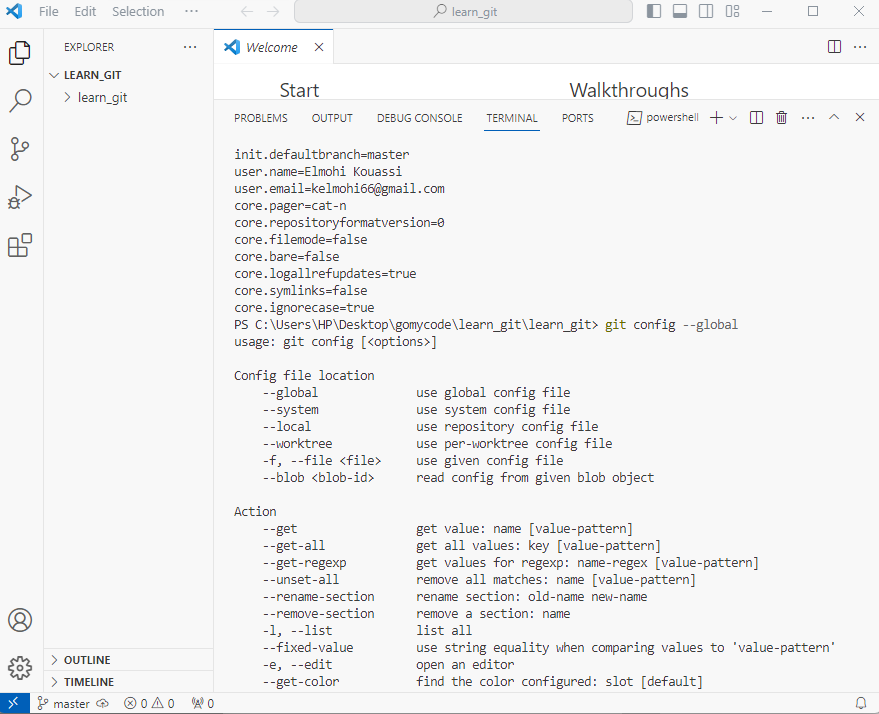 File Edit Selection ··· learn_git
EXPLORER ···
LEARN_GIT
learn_git
OUTLINE
TIMELINE
Welcome
Start Walkthroughs
PROBLEMS OUTPUT DEBUG CONSOLE TERMINAL PORTS powershell
init.defaultbranch=master
user.name=Elmohi Kouassi
user.email=kelmohi66@gmail.com
core.pager=cat-n
core.repositoryformatversion=0
core.filemode=false
core.bare=false
core.logallrefupdates=true
core.symlinks=false
core.ignorecase=true
PS C:\Users\HP\Desktop\gomycode\learn_git\learn_git> git config --global
usage: git config [<options>]
Config file location
--global use global config file
--system use system config file
--local use repository config file
--worktree use per-worktree config file
-f, --file <file> use given config file
--blob <blob-id> read config from given blob object
Action
--get get value: name [value-pattern]
--get-all get all values: key [value-pattern]
--get-regexp get values for regexp: name-regex [value-pattern]
--unset-all remove all matches: name [value-pattern]
--rename-section rename section: old-name new-name
--remove-section remove a section: name
-l, --list list all
--fixed-value use string equality when comparing values to 'value-pattern'
-e, --edit open an editor
--get-color find the color configured: slot [default]
master 0 0 0